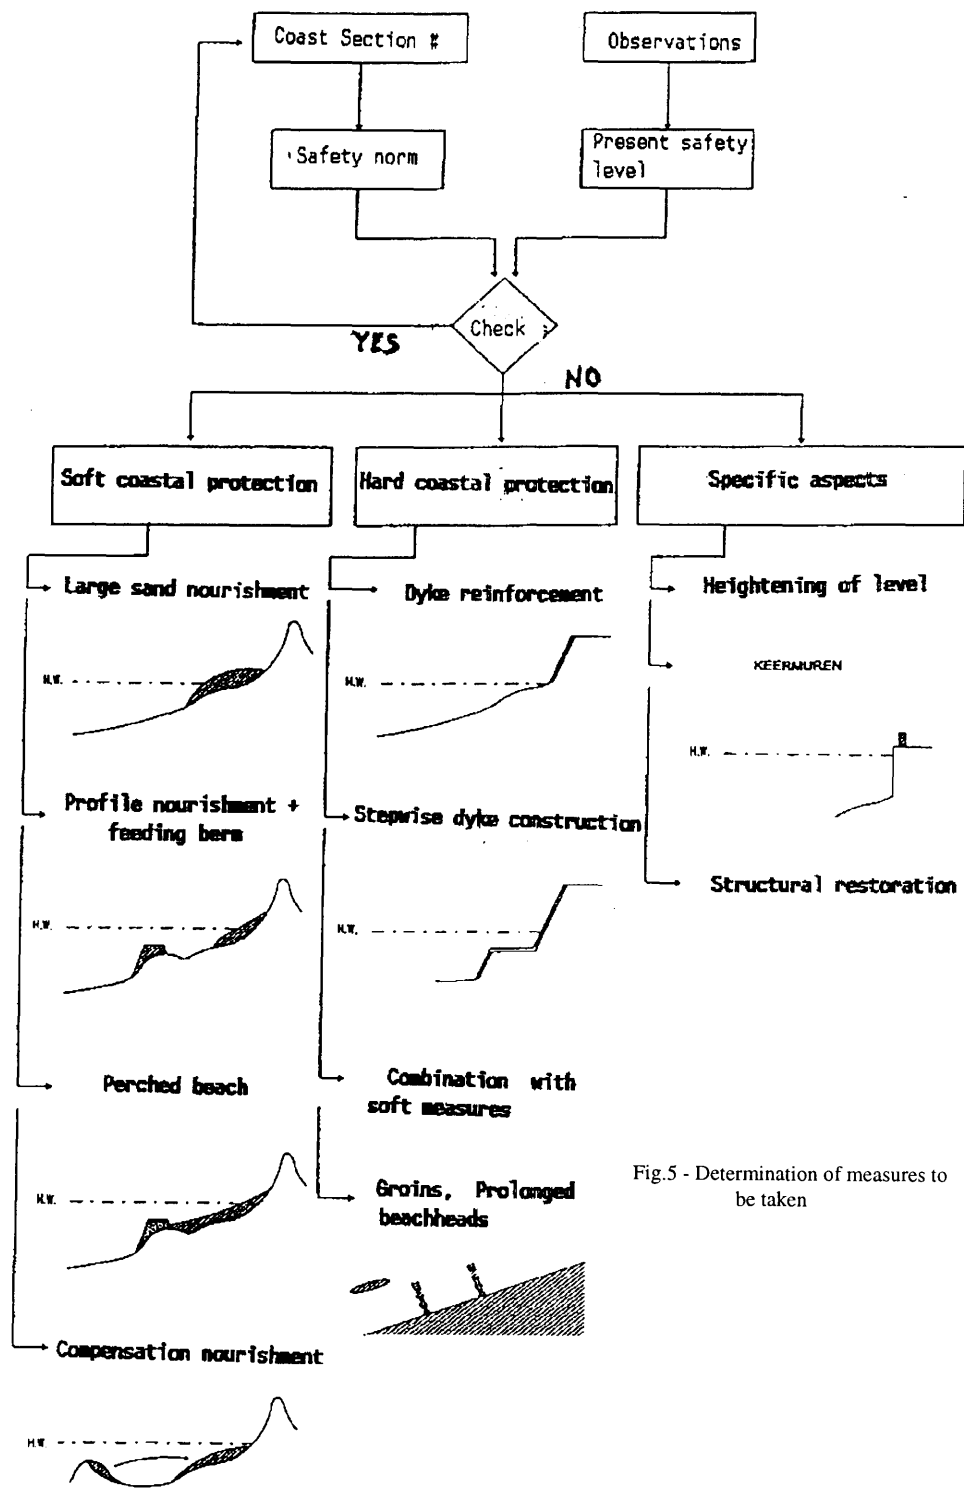 Coast Section #
Observations
Safety norm
Present safety
level
Check
YES
NO
Soft coastal protection
Hard coastal protection
Specific aspects
Large sand nourishment
H.W.
Profile nourishment +
feeding berm
H.W.
Perched beach
H.W.
Compensation nourishment
H.W.
Dyke reinforcement
H.W.
Stepwise dyke construction
H.W.
Combination with
soft measures
Groins, Prolonged
beachheads
Heightening of level
KEERMUREN
H.W.
Structural restoration
Fig.5 - Determination of measures to
be taken